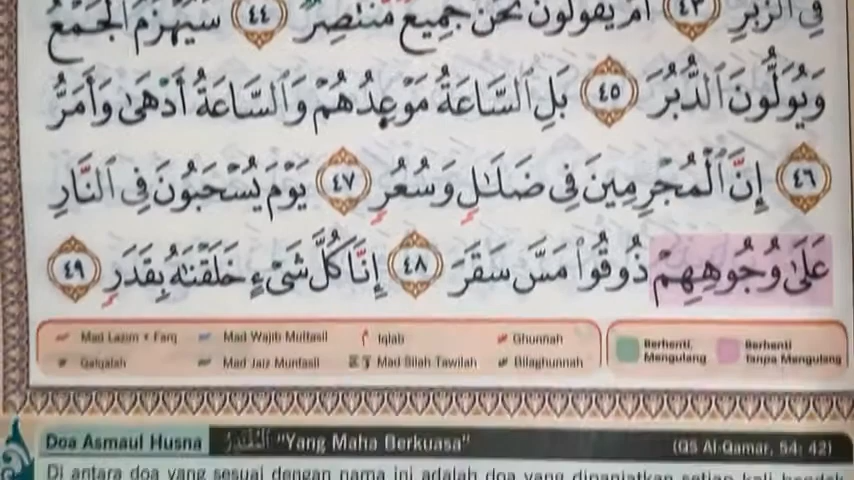 فِي الزُّبُرِ ٤٣ أَمْ يَقُولُونَ نَحْنُ جَمِيعٌ مُنْتَصِرٌ ٤٤ سَيُهْزَمُ الْجَمْعُ
وَيُوَلُّونَ الدُّبُرَ ٤٥ بَلِ السَّاعَةُ مَوْعِدُهُمْ وَالسَّاعَةُ أَدْهَىٰ وَأَمَرُّ
٤٦ إِنَّ الْمُجْرِمِينَ فِي ضَلَٰلٍ وَسُعُرٍ ٤٧ يَوْمَ يُسْحَبُونَ فِي النَّارِ
عَلَىٰ وُجُوهِهِمْ ذُوقُوا مَسَّ سَقَرَ ٤٨ إِنَّا كُلَّ شَيْءٍ خَلَقْنَٰهُ بِقَدَرٍ ٤٩
Mad Lazim + Farq Mad Wajib Muttasil Iqlab Ghunnah Berhenti, Mengulang Berhenti tanpa Mengulang
Qalqalah Mad Jaiz Munfasil Mad Silah Tawilah Bilaghunnah
Doa Asmaul Husna "Yang Maha Berkuasa" (QS Al-Qamar, 54: 42)
Di antara doa yang sesuai dengan nama ini adalah doa yang dipanjatkan setiap kali hendak